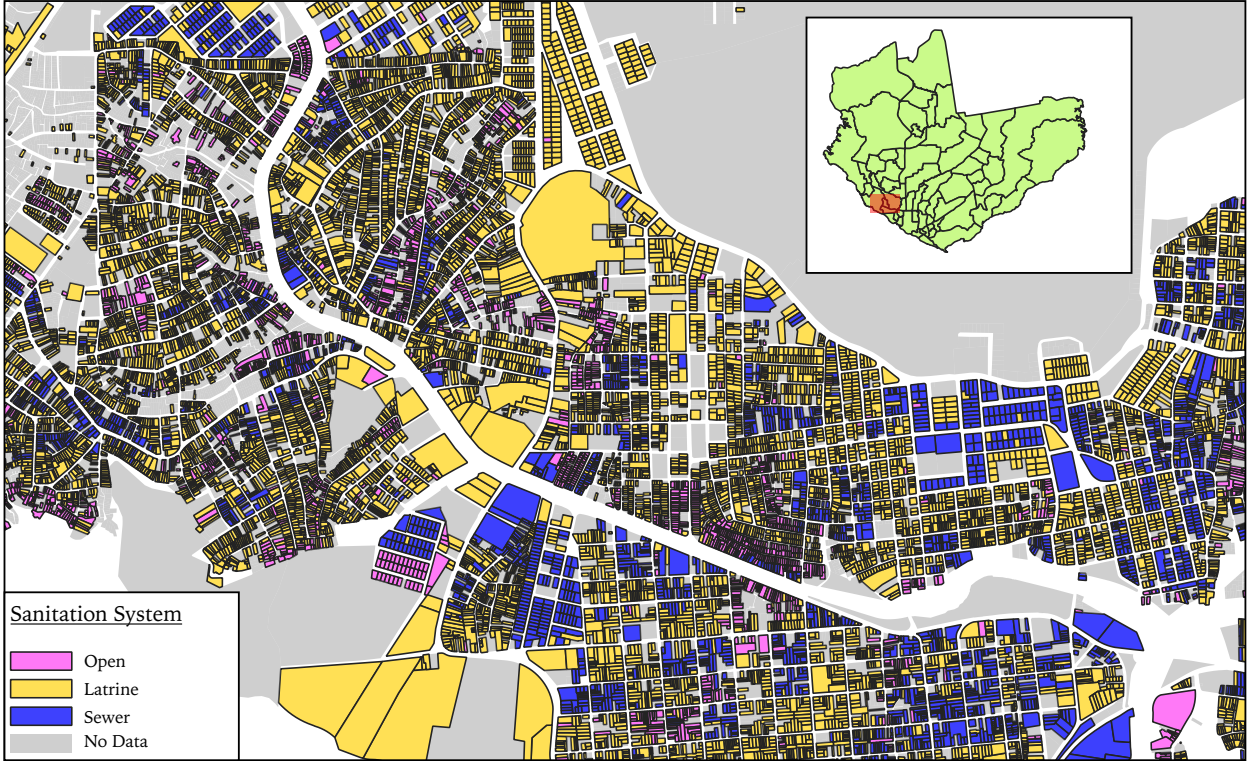 Sanitation System
Open
Latrine
Sewer
No Data